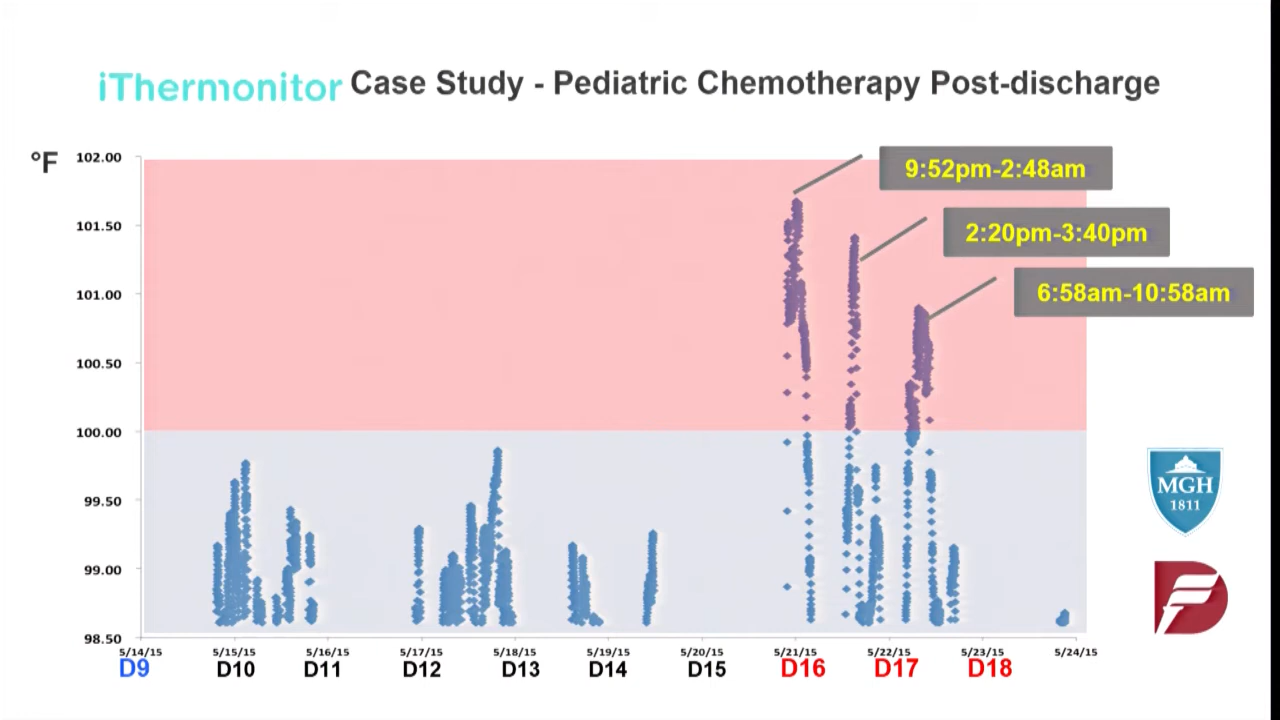 iThermonitor Case Study - Pediatric Chemotherapy Post-discharge
°F
102.00
9:52pm-2:48am
101.50
2:20pm-3:40pm
101.00
6:58am-10:58am
100.50
100.00
99.50
MGH
1811
99.00
98.50
5/14/15 5/15/15 5/16/15 5/17/15 5/18/15 5/19/15 5/20/15 5/21/15 5/22/15 5/23/15 5/24/15
D9 D10 D11 D12 D13 D14 D15 D16 D17 D18